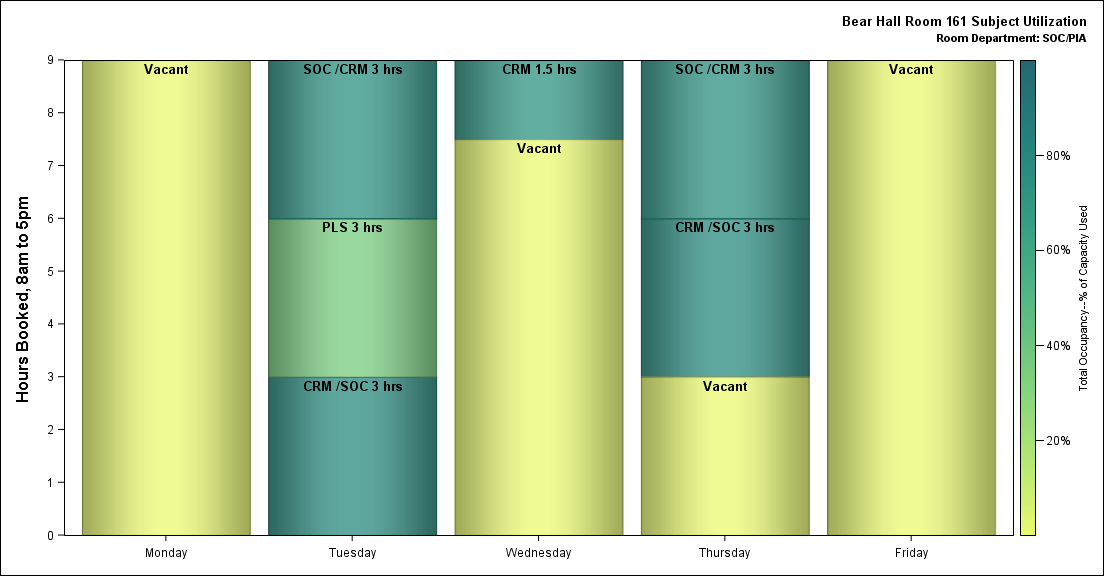 Bear Hall Room 161 Subject Utilization
Room Department: SOC/PIA
Hours Booked, 8am to 5pm
9
8
7
6
5
4
3
2
1
0
Vacant
SOC /CRM 3 hrs
PLS 3 hrs
CRM /SOC 3 hrs
CRM 1.5 hrs
Vacant
SOC /CRM 3 hrs
CRM /SOC 3 hrs
Vacant
Vacant
Monday
Tuesday
Wednesday
Thursday
Friday
80%
60%
40%
20%
Total Occupancy--% of Capacity Used